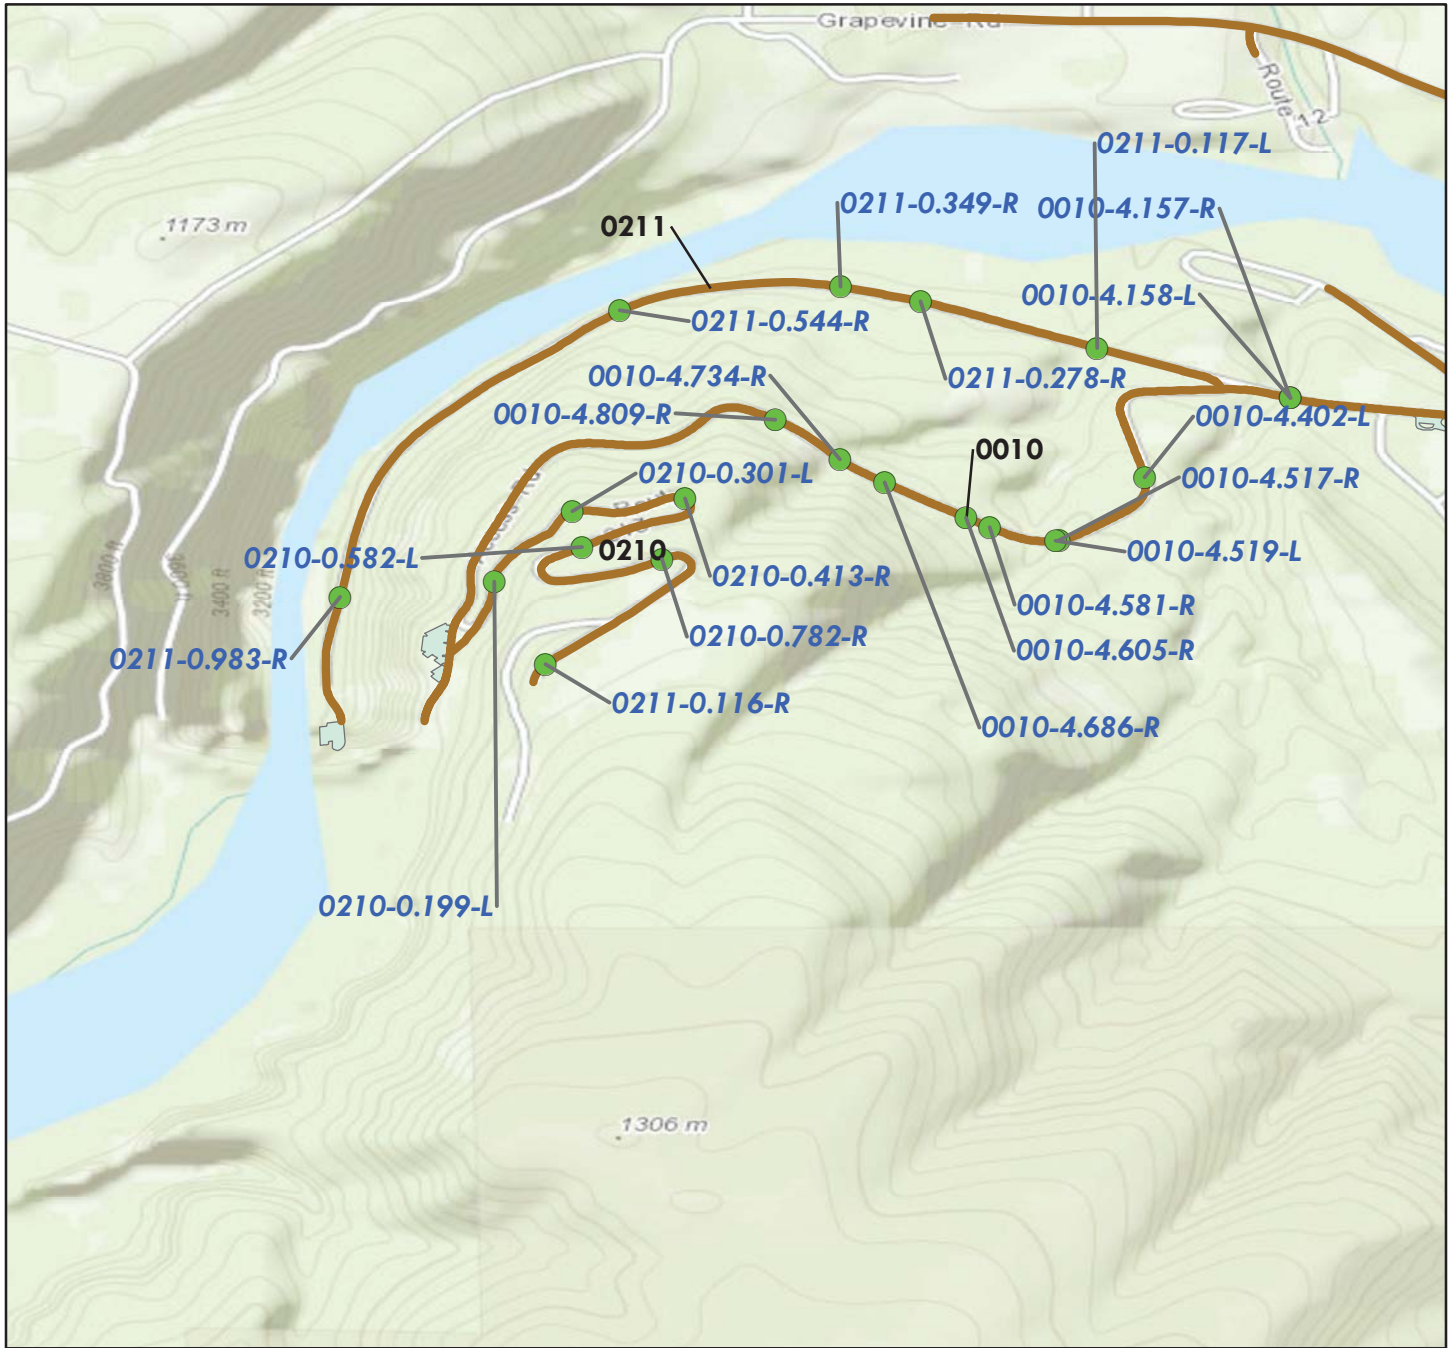 Grapevine Rd
Route 12
0211-0.117-L
0211-0.349-R
0010-4.157-R
1173 m
0211
0010-4.158-L
0211-0.544-R
0010-4.734-R
0211-0.278-R
0010-4.809-R
0010-4.402-L
0010
0210-0.301-L
0010-4.517-R
Access Rd
0210
0210-0.582-L
0010-4.519-L
0210-0.413-R
3800 ft
3600 ft
3400 ft
3200 ft
0010-4.581-R
0210-0.782-R
0010-4.605-R
0211-0.983-R
0211-0.116-R
0010-4.686-R
0210-0.199-L
1306 m